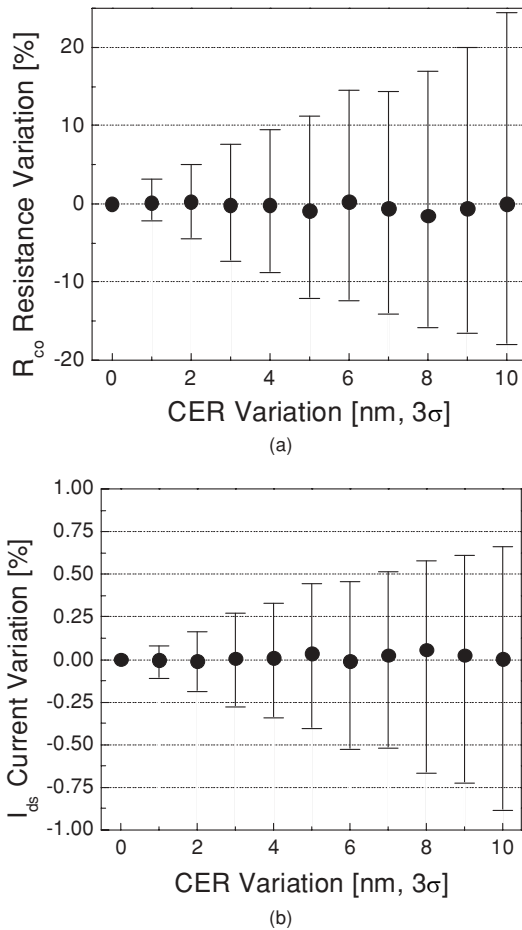 20
10
0
-10
-20
R_co Resistance Variation [%]
0 2 4 6 8 10
CER Variation [nm, 3σ]
(a)
1.00
0.75
0.50
0.25
0.00
-0.25
-0.50
-0.75
-1.00
I_ds Current Variation [%]
0 2 4 6 8 10
CER Variation [nm, 3σ]
(b)